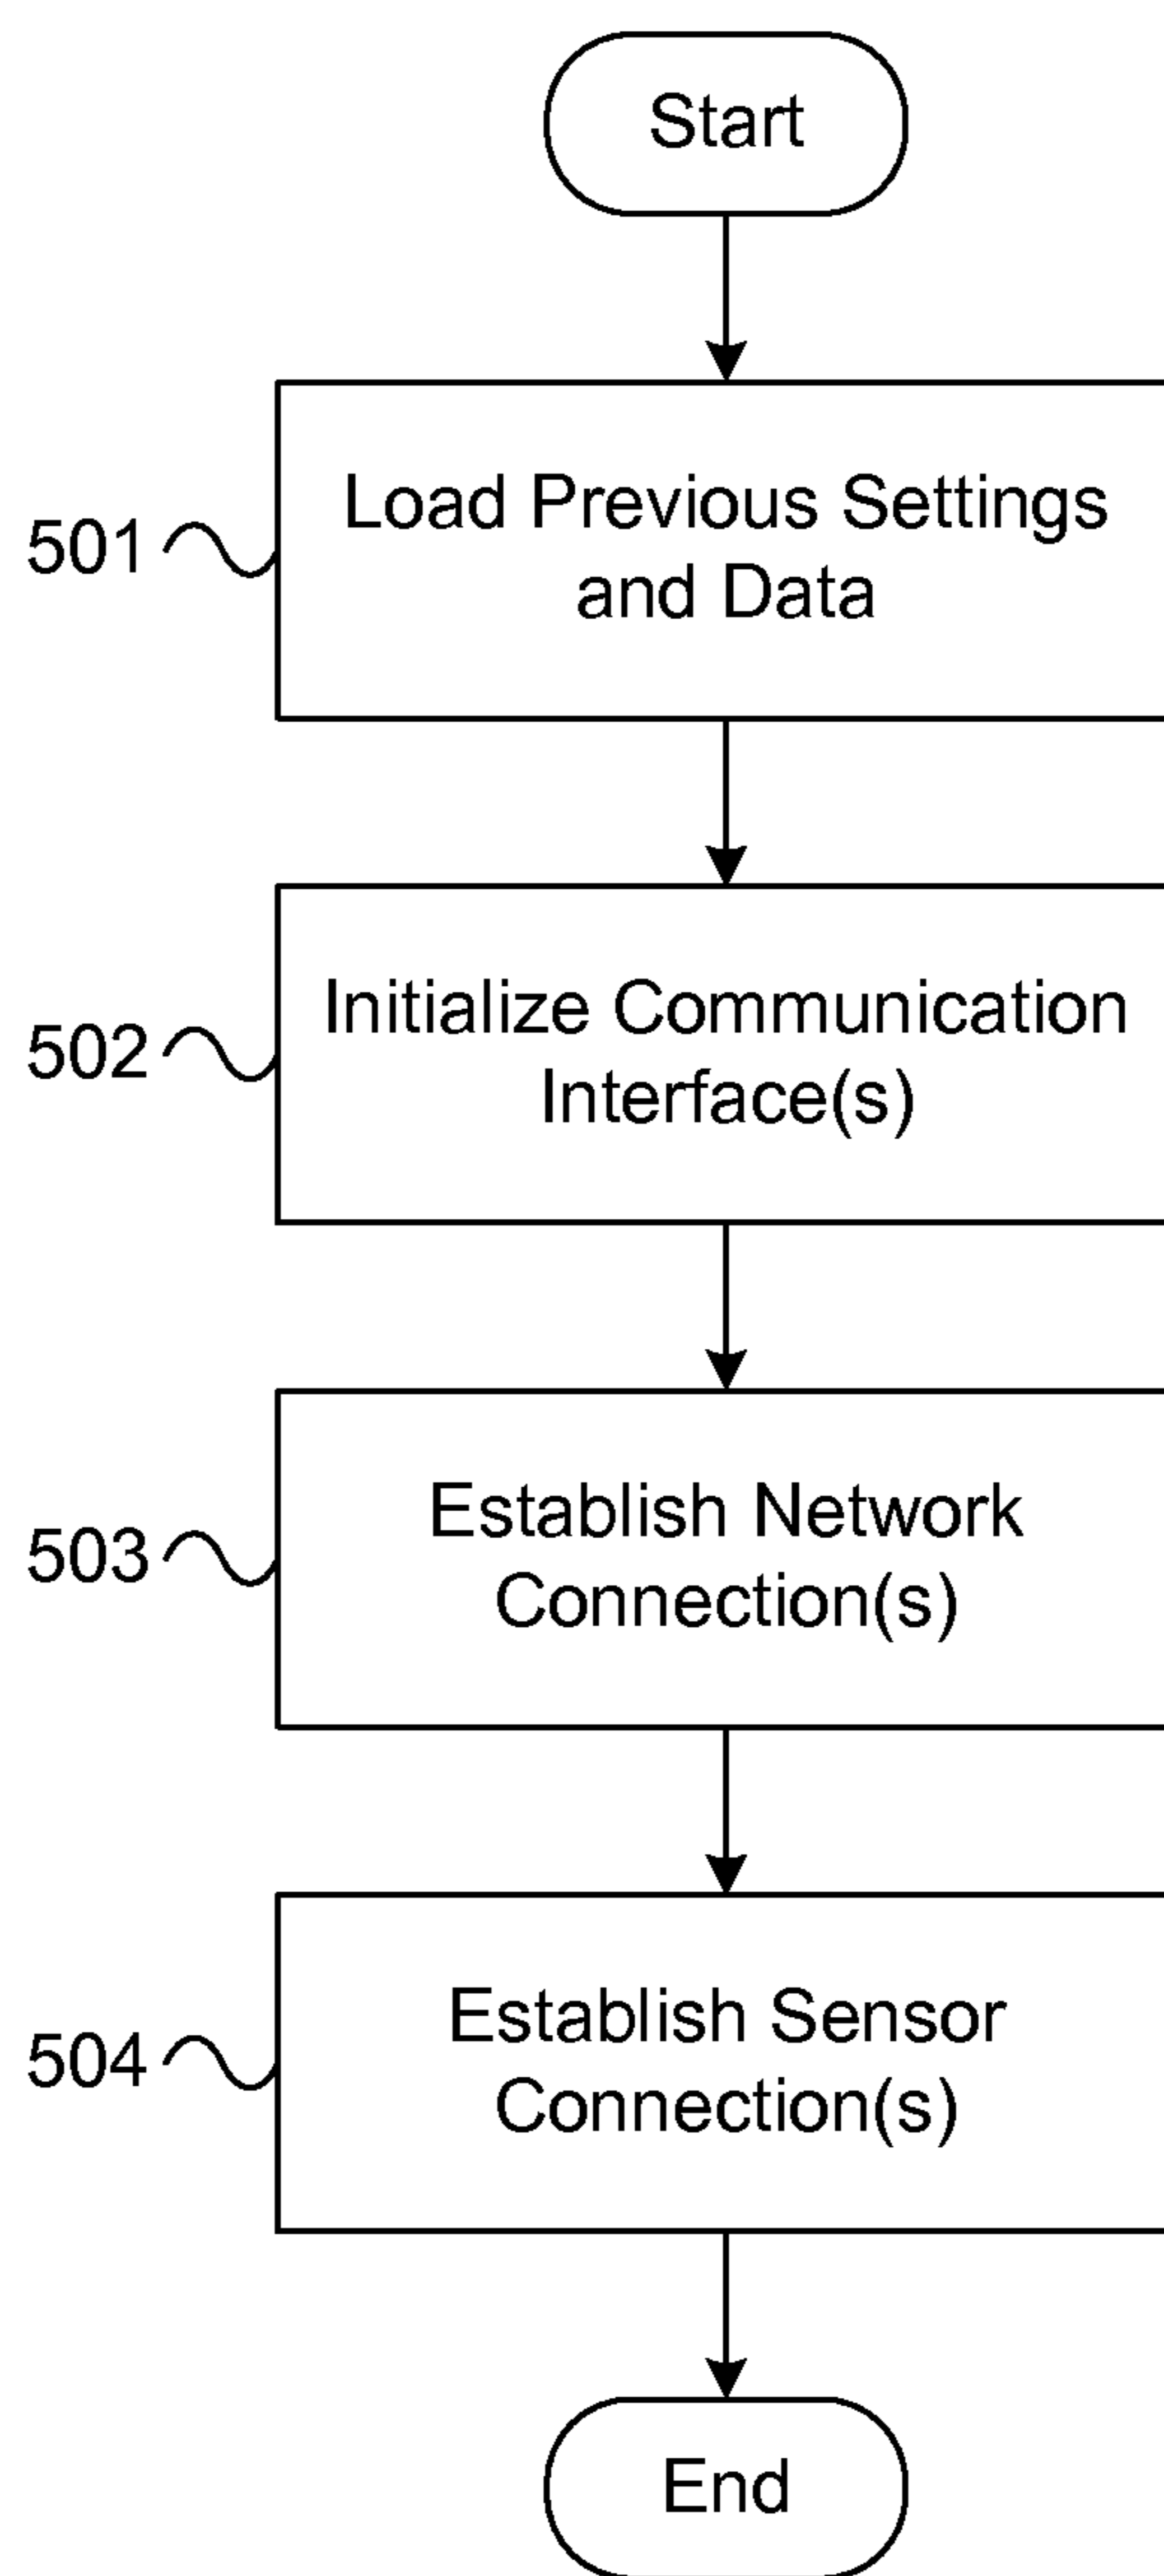 Start
501
Load Previous Settings
and Data
502
Initialize Communication
Interface(s)
503
Establish Network
Connection(s)
504
Establish Sensor
Connection(s)
End